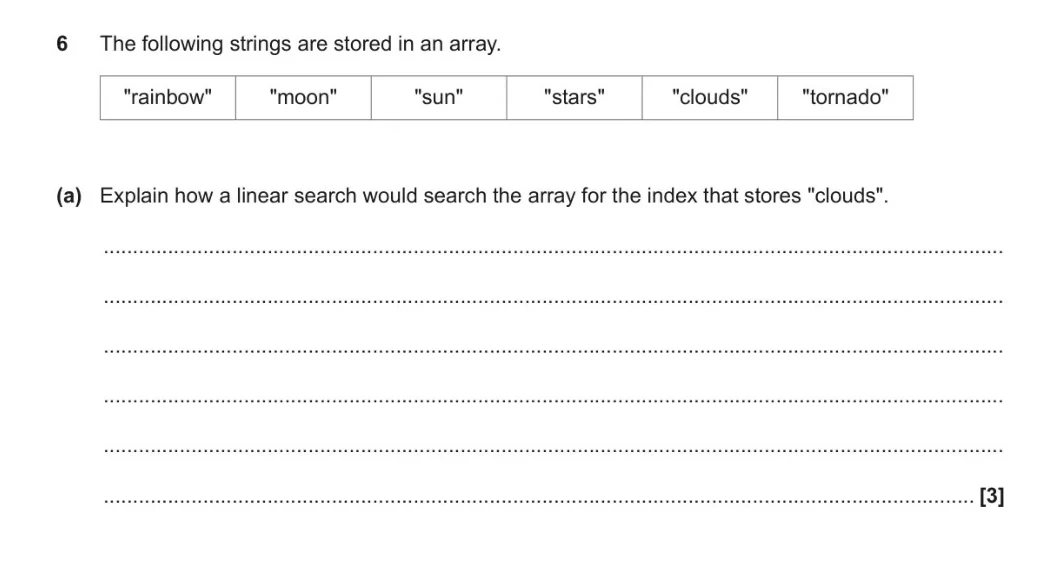 6 The following strings are stored in an array.
"rainbow" "moon" "sun" "stars" "clouds" "tornado"
(a) Explain how a linear search would search the array for the index that stores "clouds".
[3]